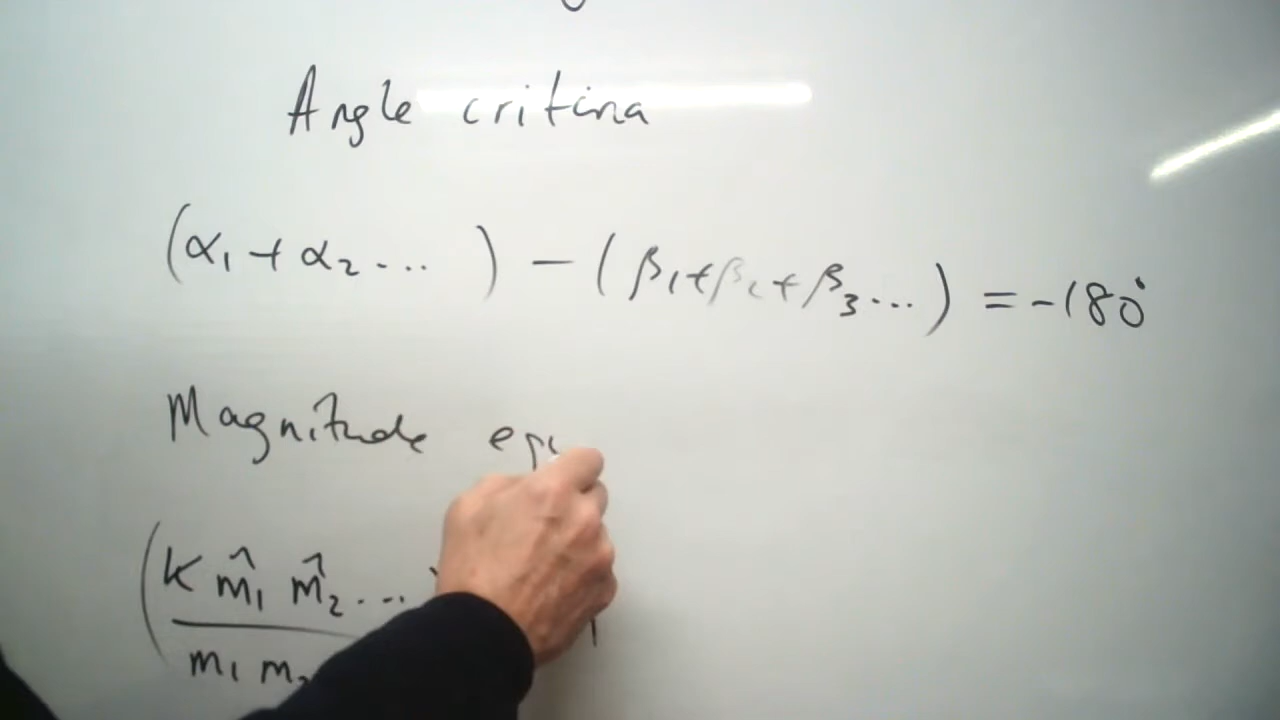 Angle critina
(α₁ + α₂ ... ) − (β₁ + β₂ + β₃ ...) = −180°
Magnitude
(K m̂₁ m̂₂ ...
m₁ m₂